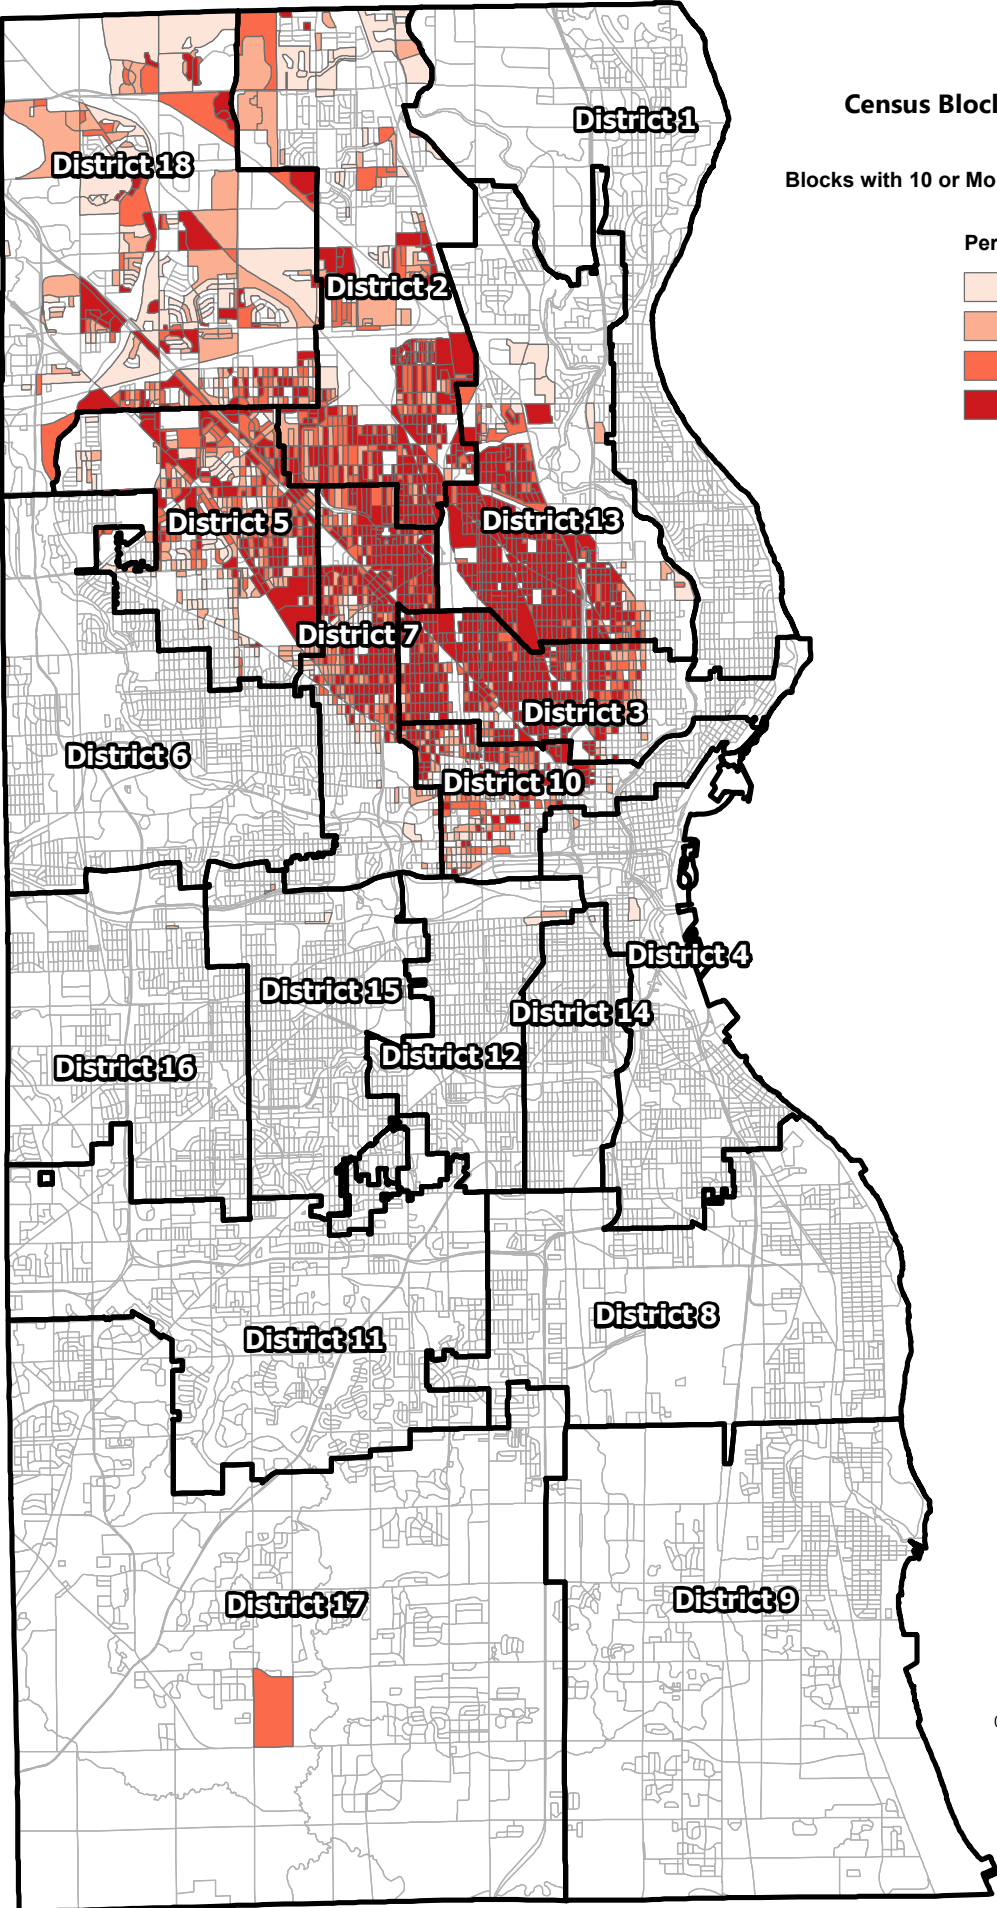 District 1
Census Bloc
District 18
Blocks with 10 or Mo
Per
District 2
District 5
District 13
District 7
District 3
District 6
District 10
District 4
District 15
District 14
District 12
District 16
District 8
District 11
District 9
District 17